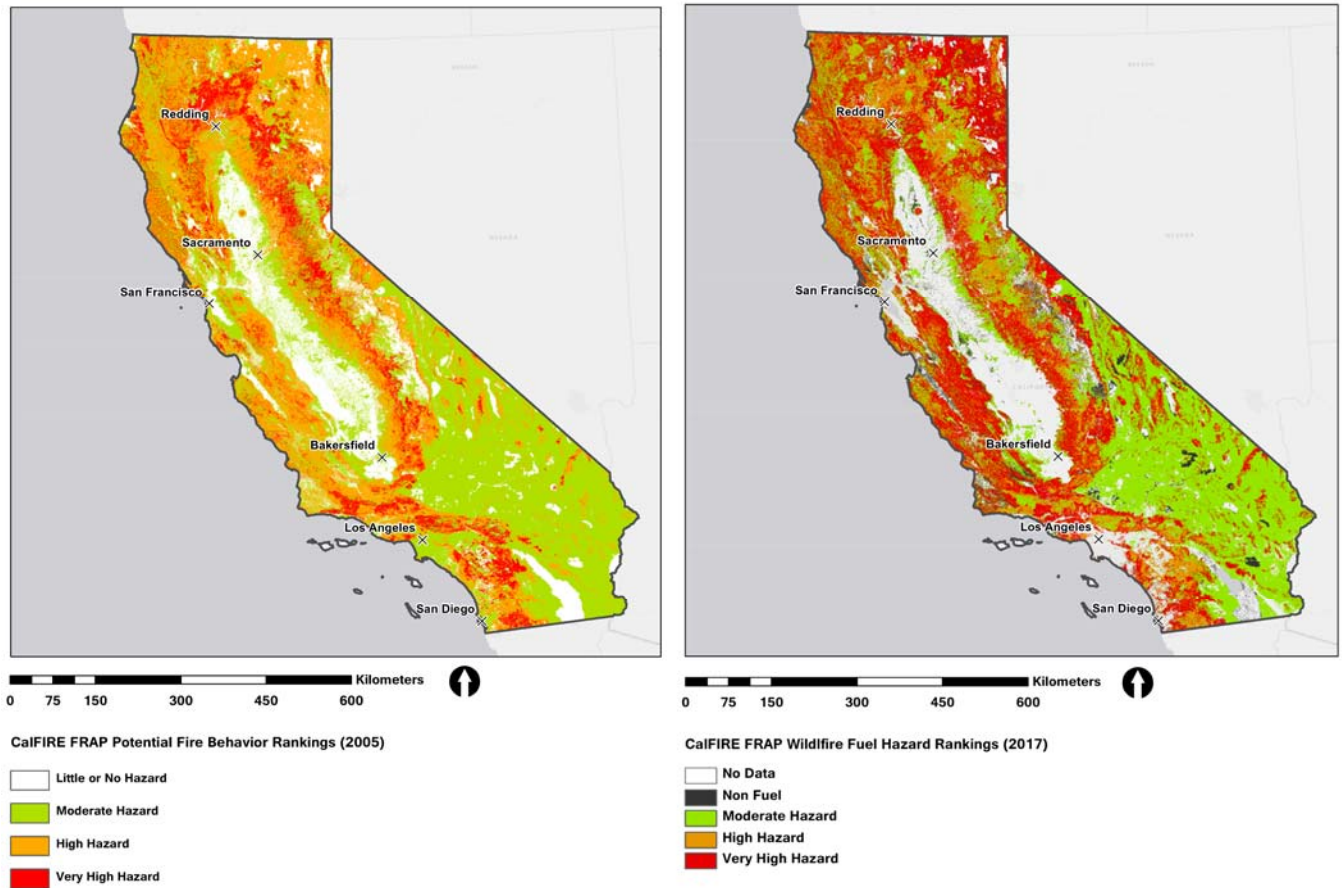 Redding
Sacramento
San Francisco
Bakersfield
Los Angeles
San Diego
NEVADA
Kilometers
0 75 150 300 450 600
CalFIRE FRAP Potential Fire Behavior Rankings (2005)
Little or No Hazard
Moderate Hazard
High Hazard
Very High Hazard
Redding
Sacramento
San Francisco
Bakersfield
Los Angeles
San Diego
NEVADA
Kilometers
0 75 150 300 450 600
CalFIRE FRAP Wildlfire Fuel Hazard Rankings (2017)
No Data
Non Fuel
Moderate Hazard
High Hazard
Very High Hazard